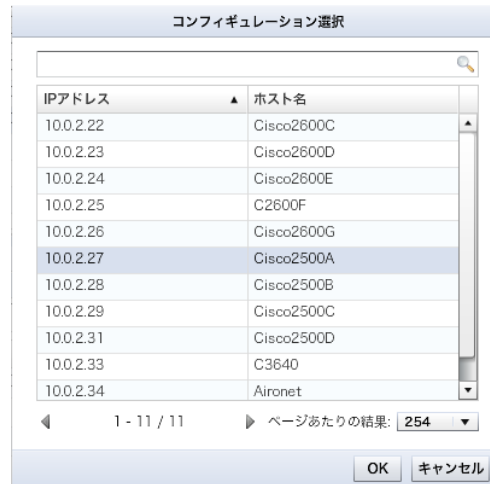 コンフィギュレーション選択
IPアドレス ▲ ホスト名
10.0.2.22 Cisco2600C
10.0.2.23 Cisco2600D
10.0.2.24 Cisco2600E
10.0.2.25 C2600F
10.0.2.26 Cisco2600G
10.0.2.27 Cisco2500A
10.0.2.28 Cisco2500B
10.0.2.29 Cisco2500C
10.0.2.31 Cisco2500D
10.0.2.33 C3640
10.0.2.34 Aironet
1 - 11 / 11 ページあたりの結果: 254
OK キャンセル